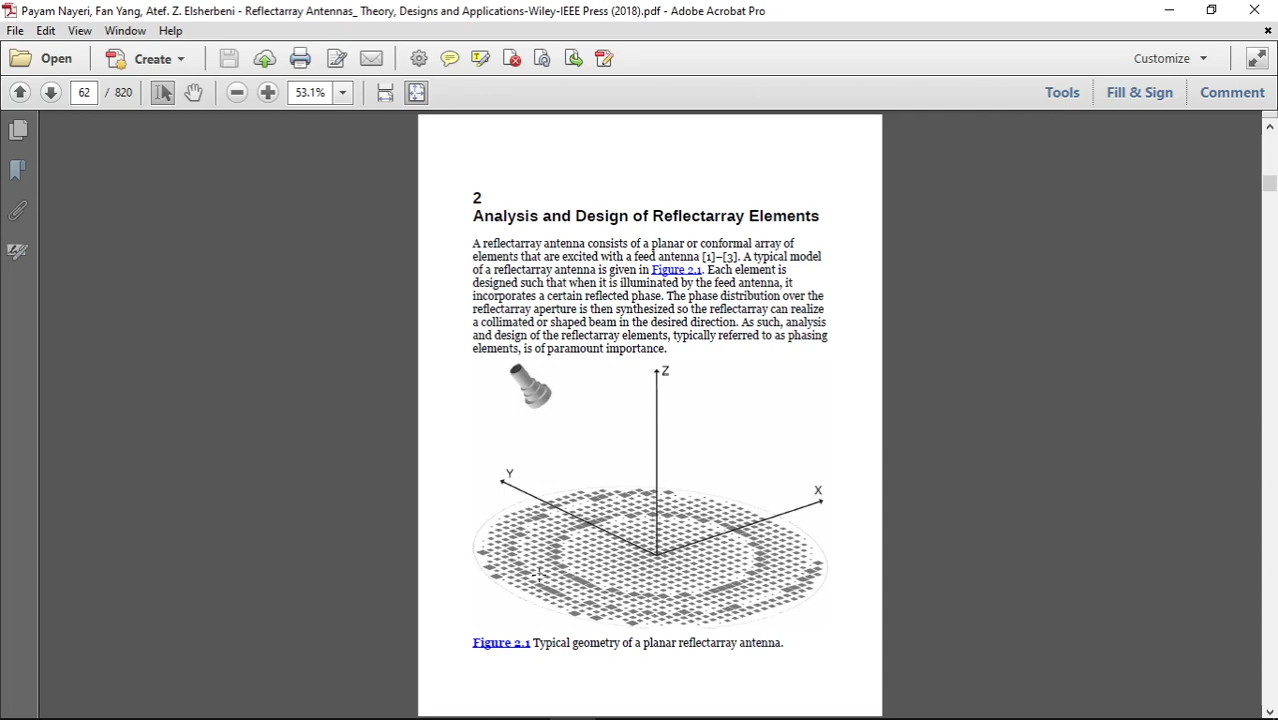 Payam Nayeri, Fan Yang, Atef. Z. Elsherbeni - Reflectarray Antennas_ Theory, Designs and Applications-Wiley-IEEE Press (2018).pdf - Adobe Acrobat Pro
File Edit View Window Help
Open Create Customize
62 / 820 53.1% Tools Fill & Sign Comment
2
Analysis and Design of Reflectarray Elements
A reflectarray antenna consists of a planar or conformal array of
elements that are excited with a feed antenna [1]–[3]. A typical model
of a reflectarray antenna is given in Figure 2.1. Each element is
designed such that when it is illuminated by the feed antenna, it
incorporates a certain reflected phase. The phase distribution over the
reflectarray aperture is then synthesized so the reflectarray can realize
a collimated or shaped beam in the desired direction. As such, analysis
and design of the reflectarray elements, typically referred to as phasing
elements, is of paramount importance.
Z
Y
X
Figure 2.1 Typical geometry of a planar reflectarray antenna.